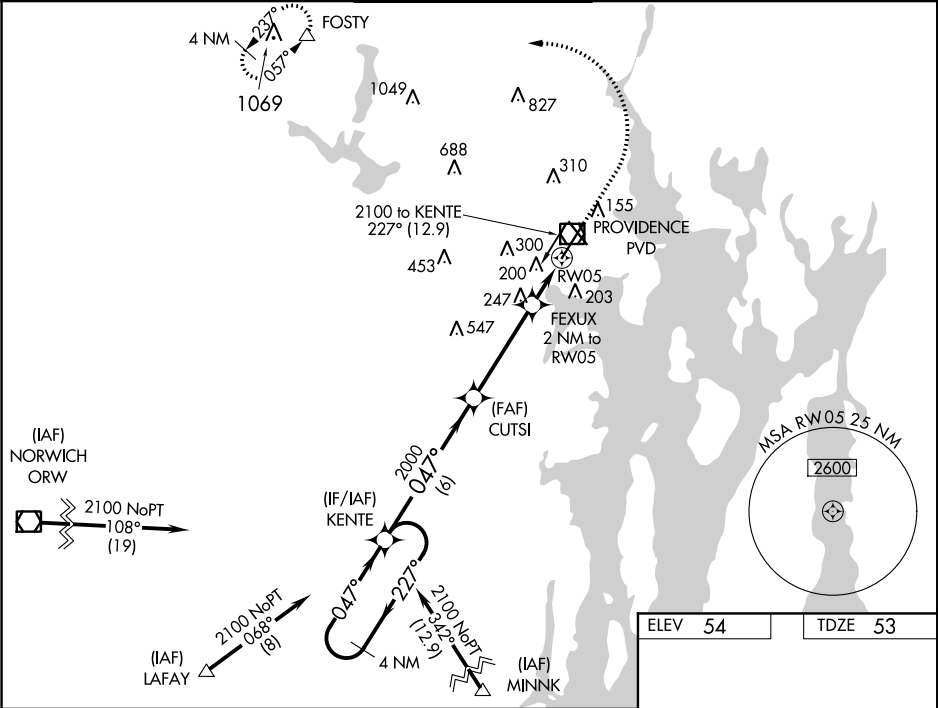 237°
FOSTY
4 NM
057°
1069
1049
827
688
310
2100 to KENTE
227° (12.9)
155
PROVIDENCE
PVD
300
453
200
RW05
247
203
FEXUX
2 NM to
RW05
547
(FAF)
CUTSI
MSA RW05 25 NM
2600
(IAF)
NORWICH
ORW
2000
047°
(6)
(IF/IAF)
KENTE
2100 NoPT
108°
(19)
047°
227°
2100 NoPT
342°
(12.9)
2100 NoPT
068°
(8)
4 NM
(IAF)
LAFAY
(IAF)
MINNK
ELEV 54
TDZE 53